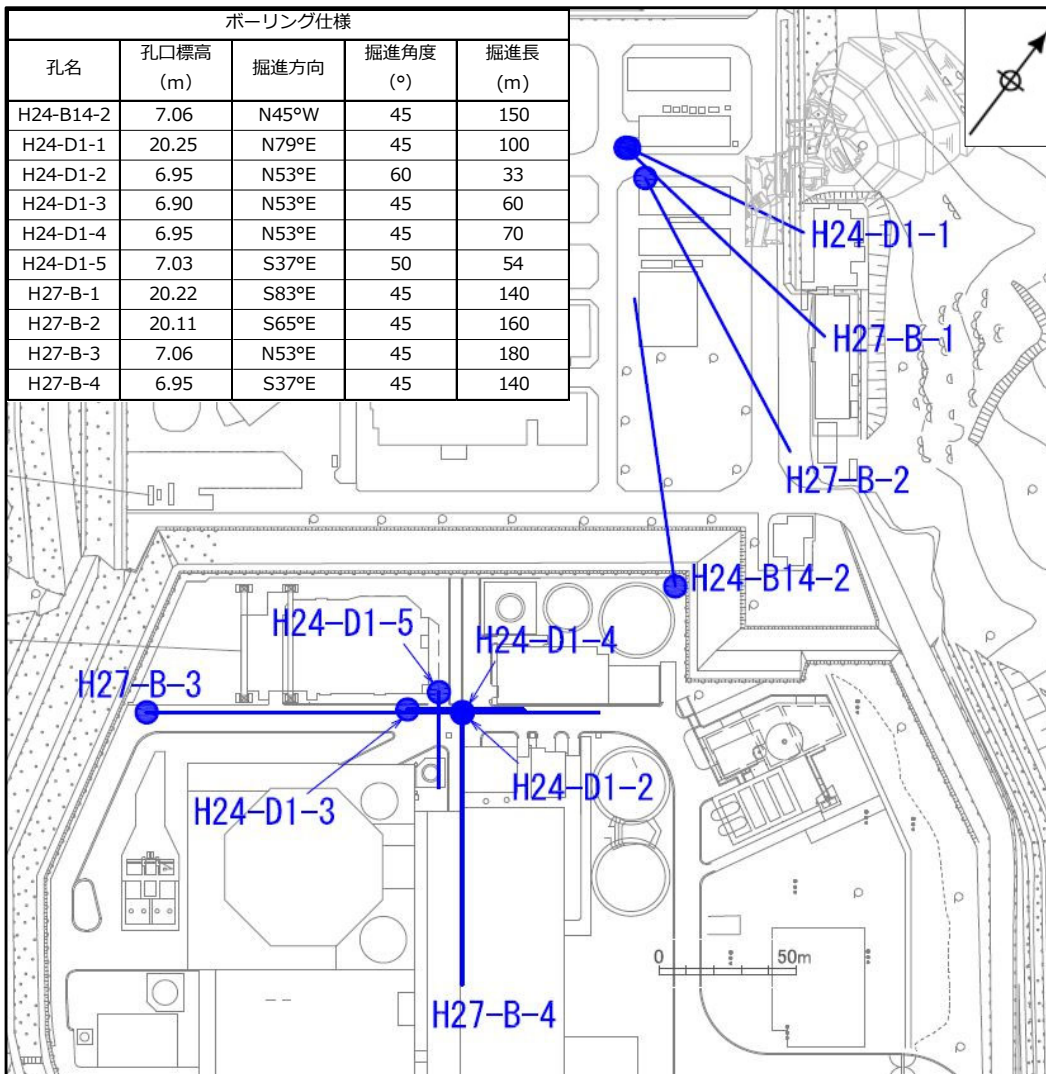 ボーリング仕様
孔名 孔口標高（m） 掘進方向 掘進角度（°） 掘進長（m）
H24-B14-2 7.06 N45°W 45 150
H24-D1-1 20.25 N79°E 45 100
H24-D1-2 6.95 N53°E 60 33
H24-D1-3 6.90 N53°E 45 60
H24-D1-4 6.95 N53°E 45 70
H24-D1-5 7.03 S37°E 50 54
H27-B-1 20.22 S83°E 45 140
H27-B-2 20.11 S65°E 45 160
H27-B-3 7.06 N53°E 45 180
H27-B-4 6.95 S37°E 45 140
H24-D1-1
H27-B-1
H27-B-2
H24-B14-2
H24-D1-5
H24-D1-4
H27-B-3
H24-D1-3
H24-D1-2
H27-B-4
0 50m